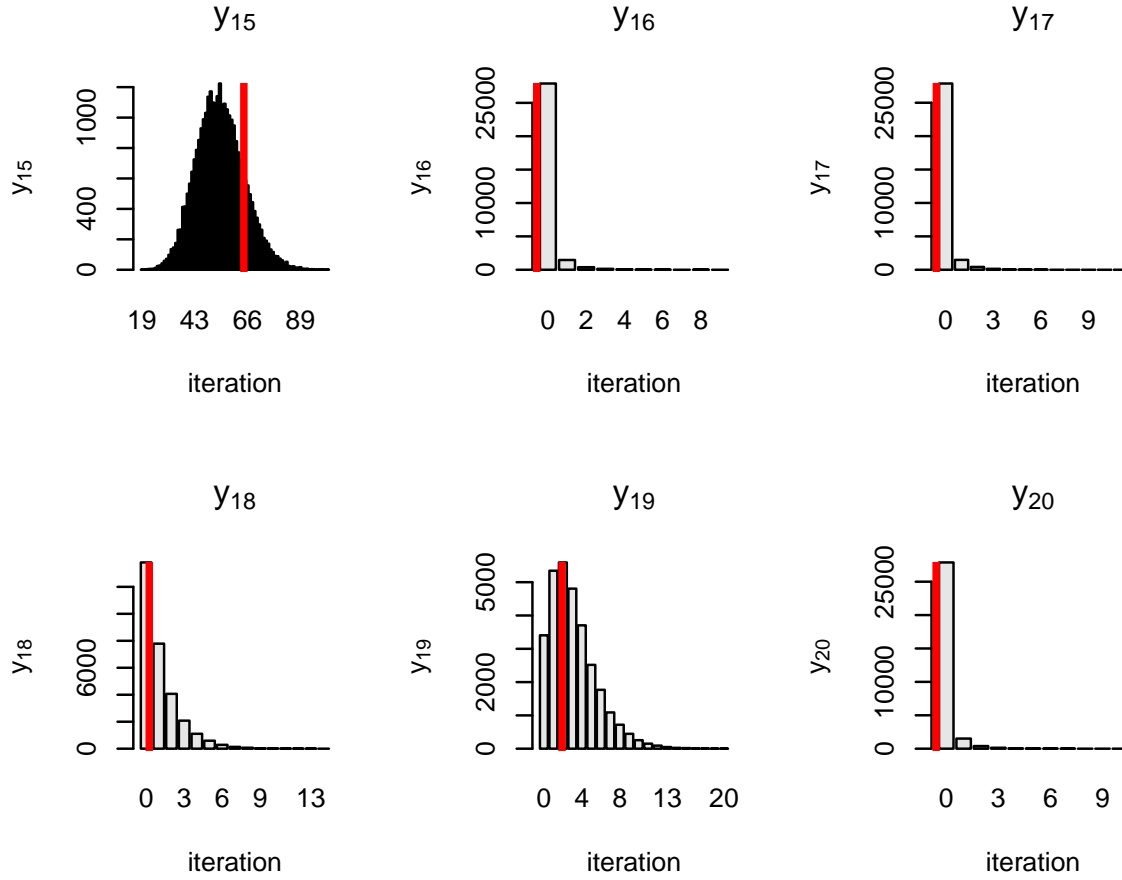 y15
y15
0 400 1000
19 43 66 89
iteration
y16
y16
0 10000 25000
0 2 4 6 8
iteration
y17
y17
0 10000 25000
0 3 6 9
iteration
y18
y18
0 6000
0 3 6 9 13
iteration
y19
y19
0 2000 5000
0 4 8 13 20
iteration
y20
y20
0 10000 25000
0 3 6 9
iteration